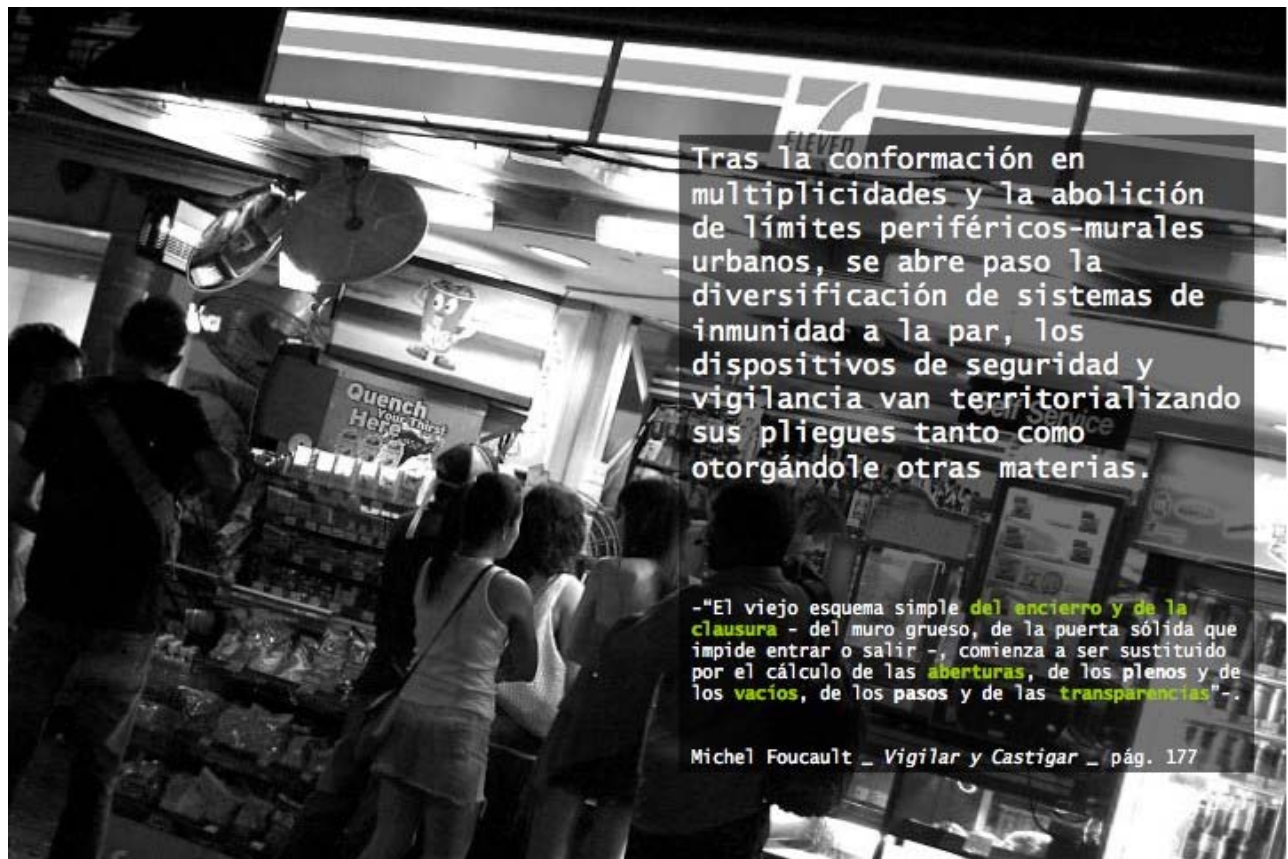 ELEVEN
Tras la conformación en
multiplicidades y la abolición
de límites periféricos-murales
urbanos, se abre paso la
diversificación de sistemas de
inmunidad a la par, los
dispositivos de seguridad y
vigilancia van territorializando
sus pliegues tanto como
otorgándole otras materias.
Quench
Your Thirst
Here
Self Service
-“El viejo esquema simple del encierro y de la
clausura - del muro grueso, de la puerta sólida que
impide entrar o salir -, comienza a ser sustituido
por el cálculo de las aberturas, de los plenos y de
los vacíos, de los pasos y de las transparencias”-.
Michel Foucault _ Vigilar y Castigar _ pág. 177